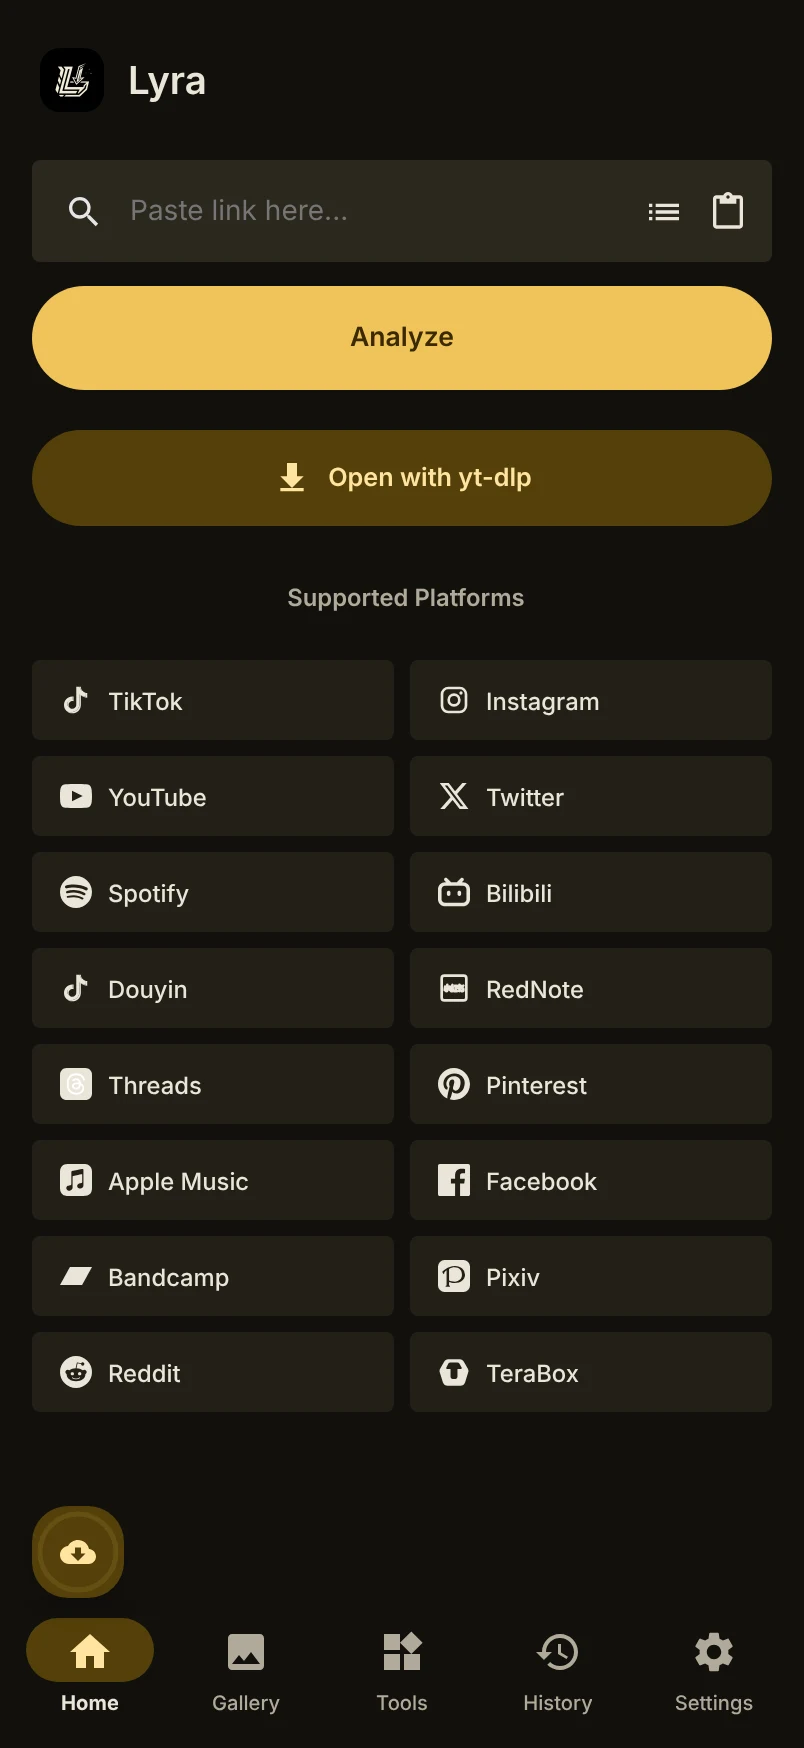 Lyra
Paste link here...
Analyze
Open with yt-dlp
Supported Platforms
TikTok
Instagram
YouTube
Twitter
Spotify
Bilibili
Douyin
RedNote
Threads
Pinterest
Apple Music
Facebook
Bandcamp
Pixiv
Reddit
TeraBox
Home
Gallery
Tools
History
Settings